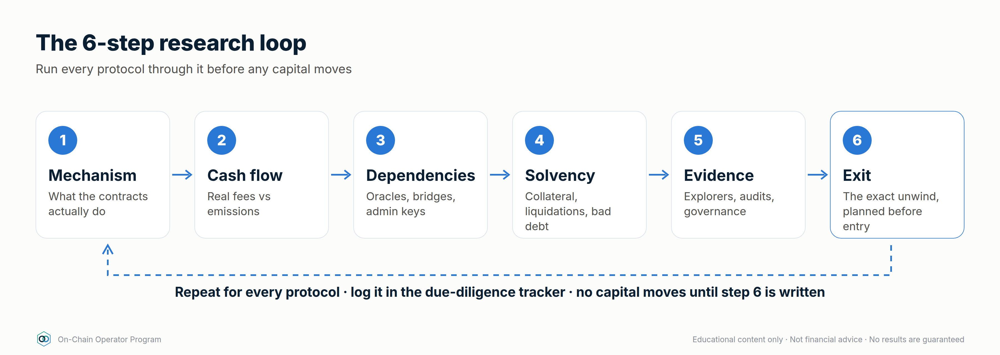 The 6-step research loop
Run every protocol through it before any capital moves
1
Mechanism
What the contracts
actually do
2
Cash flow
Real fees vs
emissions
3
Dependencies
Oracles, bridges,
admin keys
4
Solvency
Collateral,
liquidations, bad
debt
5
Evidence
Explorers, audits,
governance
6
Exit
The exact unwind,
planned before
entry
Repeat for every protocol · log it in the due-diligence tracker · no capital moves until step 6 is written
On-Chain Operator Program
Educational content only · Not financial advice · No results are guaranteed